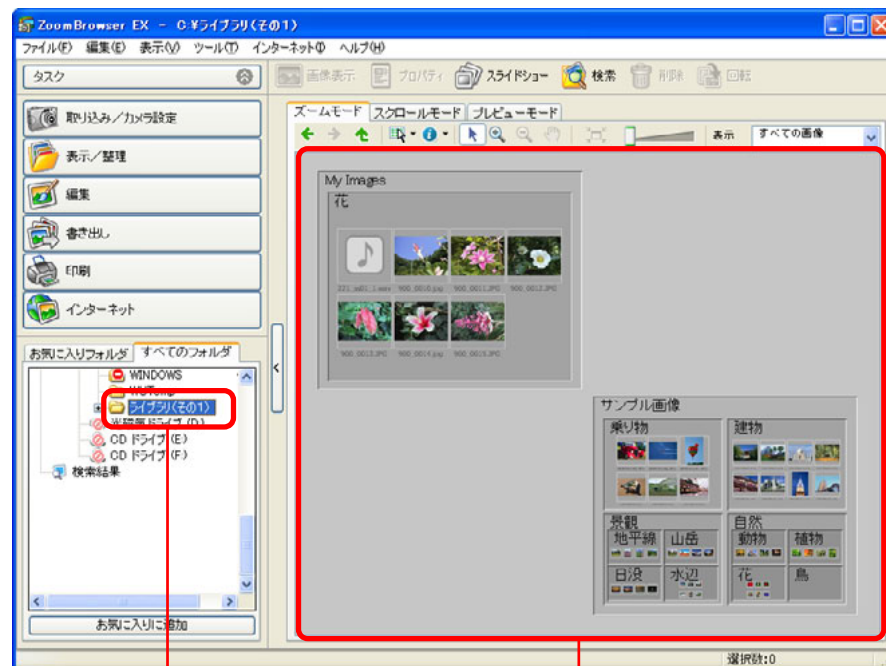 ZoomBrowser EX - C:¥ライブラリ(その1)
ファイル(F) 編集(E) 表示(V) ツール(T) インターネット(I) ヘルプ(H)
タスク
画像表示 プロパティ スライドショー 検索 削除 回転
取り込み/カメラ設定
表示/整理
編集
書き出し
印刷
インターネット
お気に入りフォルダ すべてのフォルダ
WINDOWS
ライブラリ(その1)
CD ドライブ (E)
CD ドライブ (F)
検索結果
お気に入りに追加
ズームモード スクロールモード プレビューモード
表示 すべての画像
My Images
花
900_0010.jpg 900_0011.JPG 900_0012.JPG
900_0013.JPG 900_0014.jpg 900_0015.JPG
サンプル画像
乗り物 建物
景観 自然
地平線 山岳 動物 植物
日没 水辺 花 鳥
選択数:0